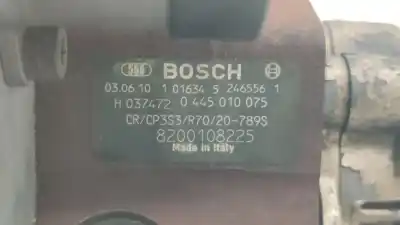 550 BOSCH
03.06.10 1 01634 5 246556 1
H 037472 0 445 010 075
CR/CP3S3/R70/20-789S
8200108225
Made in Italy